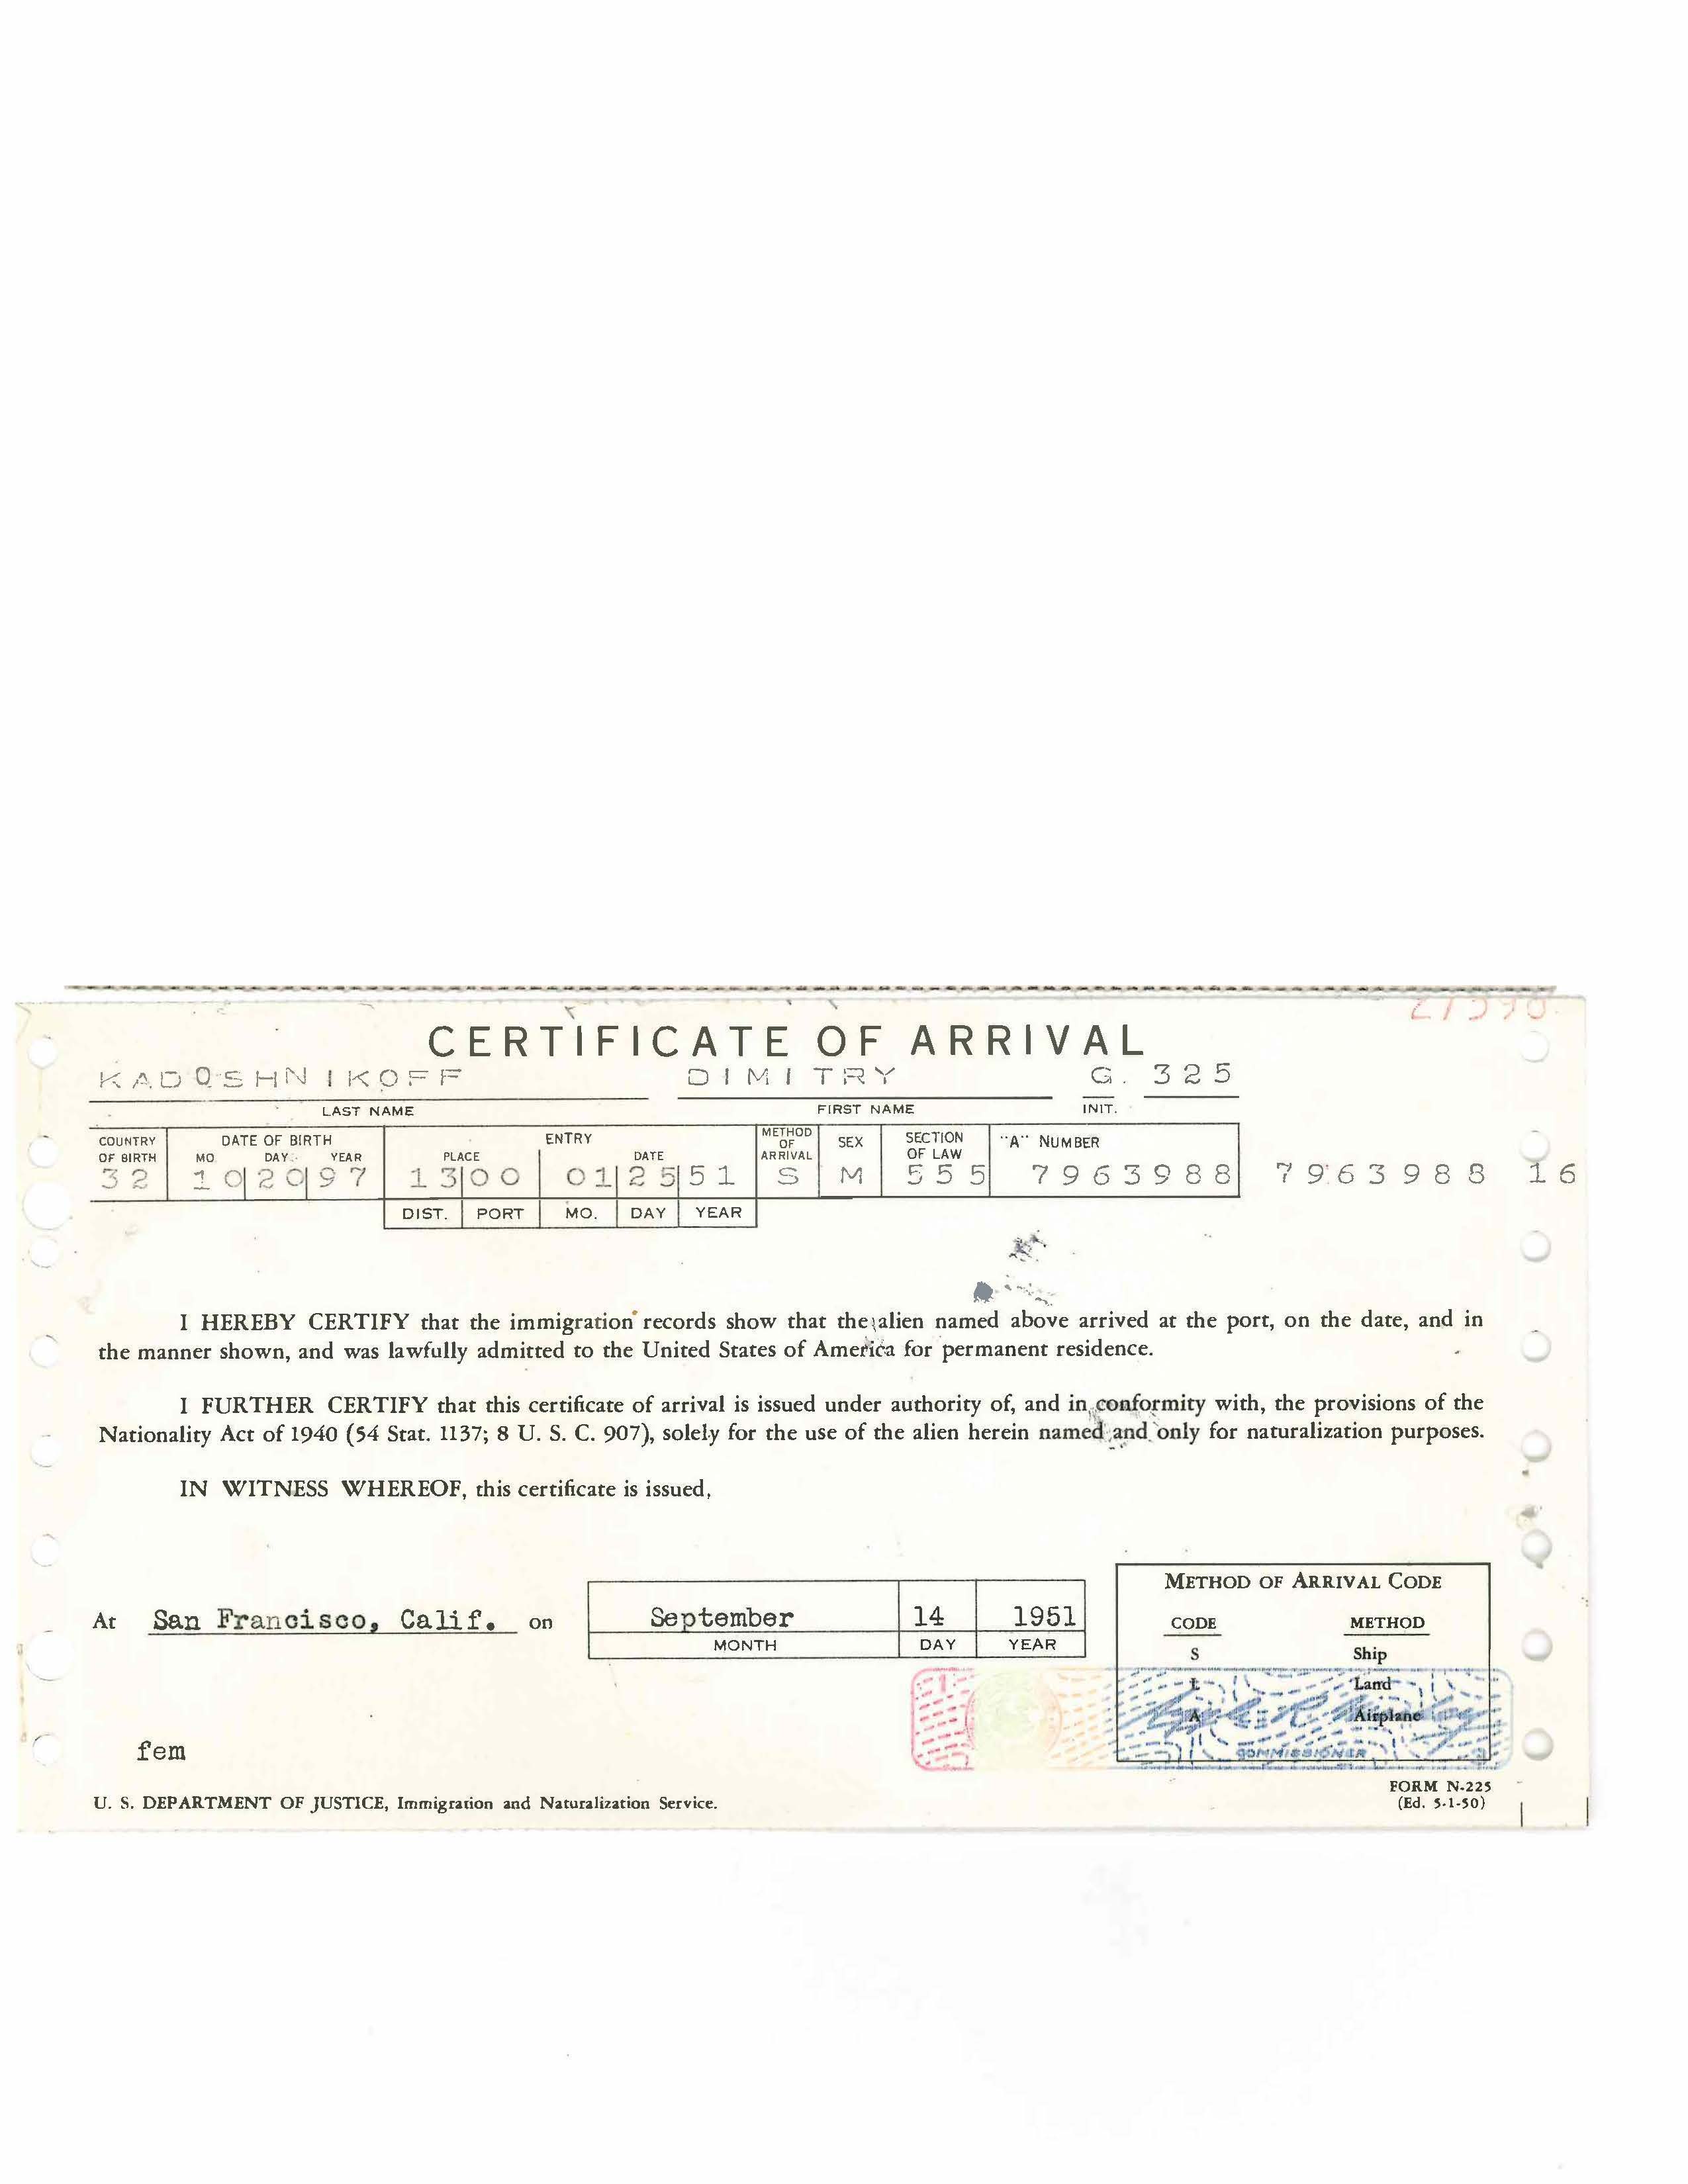 CERTIFICATE OF ARRIVAL
KADOSHNIKOFF DIMITRY G. 325
LAST NAME FIRST NAME INIT.
COUNTRY OF BIRTH DATE OF BIRTH MO. DAY YEAR ENTRY PLACE DATE METHOD OF ARRIVAL SEX SECTION OF LAW "A" NUMBER
32 10 20 97 13 00 01 25 51 S M 555 7963988 7963988 16
DIST. PORT MO. DAY YEAR
I HEREBY CERTIFY that the immigration records show that the alien named above arrived at the port, on the date, and in
the manner shown, and was lawfully admitted to the United States of America for permanent residence.
I FURTHER CERTIFY that this certificate of arrival is issued under authority of, and in conformity with, the provisions of the
Nationality Act of 1940 (54 Stat. 1137; 8 U. S. C. 907), solely for the use of the alien herein named and only for naturalization purposes.
IN WITNESS WHEREOF, this certificate is issued,
At San Francisco, Calif. on September 14 1951
MONTH DAY YEAR
METHOD OF ARRIVAL CODE
CODE METHOD
S Ship
L Land
A Airplane
COMMISSIONER
fem
FORM N-225
(Ed. 5-1-50)
U. S. DEPARTMENT OF JUSTICE, Immigration and Naturalization Service.